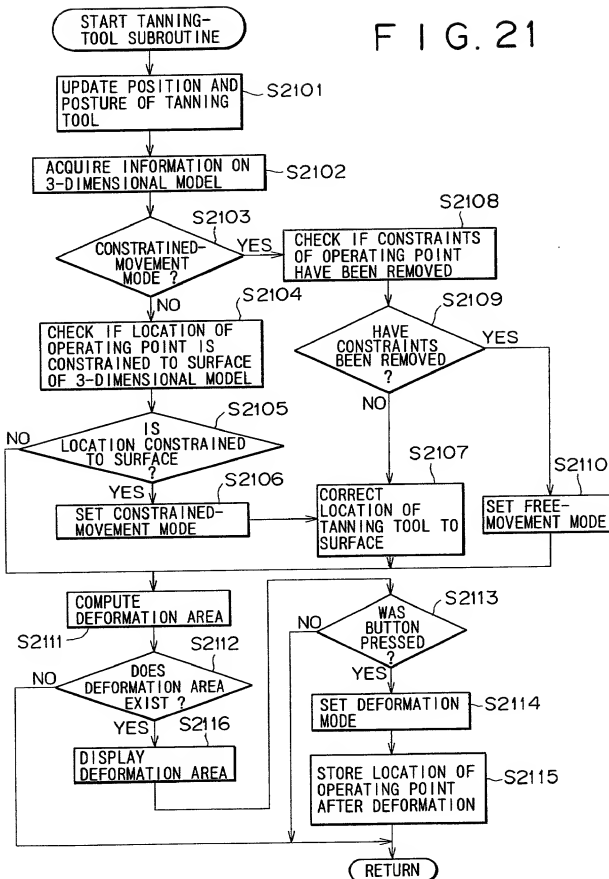 START TANNING-
TOOL SUBROUTINE
F I G. 21
UPDATE POSITION AND
POSTURE OF TANNING
TOOL
S2101
ACQUIRE INFORMATION ON
3-DIMENSIONAL MODEL
S2102
S2103
CONSTRATINED-
MOVEMENT
MODE ?
YES
NO
S2108
CHECK IF CONSTRAINTS
OF OPERATING POINT
HAVE BEEN REMOVED
S2104
CHECK IF LOCATION OF
OPERATING POINT IS
CONSTRAINED TO SURFACE
OF 3-DIMENSIONAL MODEL
S2109
HAVE
CONSTRAINTS
BEEN REMOVED
?
YES
NO
S2105
IS
LOCATION CONSTRAINED
TO SURFACE
?
NO
YES
S2106
SET CONSTRAINED-
MOVEMENT MODE
S2107
CORRECT
LOCATION OF
TANNING TOOL TO
SURFACE
S2110
SET FREE-
MOVEMENT MODE
COMPUTE
DEFORMATION AREA
S2111
S2112
DOES
DEFORMATION AREA
EXIST ?
NO
YES
S2116
DISPLAY
DEFORMATION AREA
S2113
WAS
BUTTON
PRESSED
?
NO
YES
SET DEFORMATION
MODE
S2114
STORE LOCATION OF
OPERATING POINT
AFTER DEFORMATION
S2115
RETURN